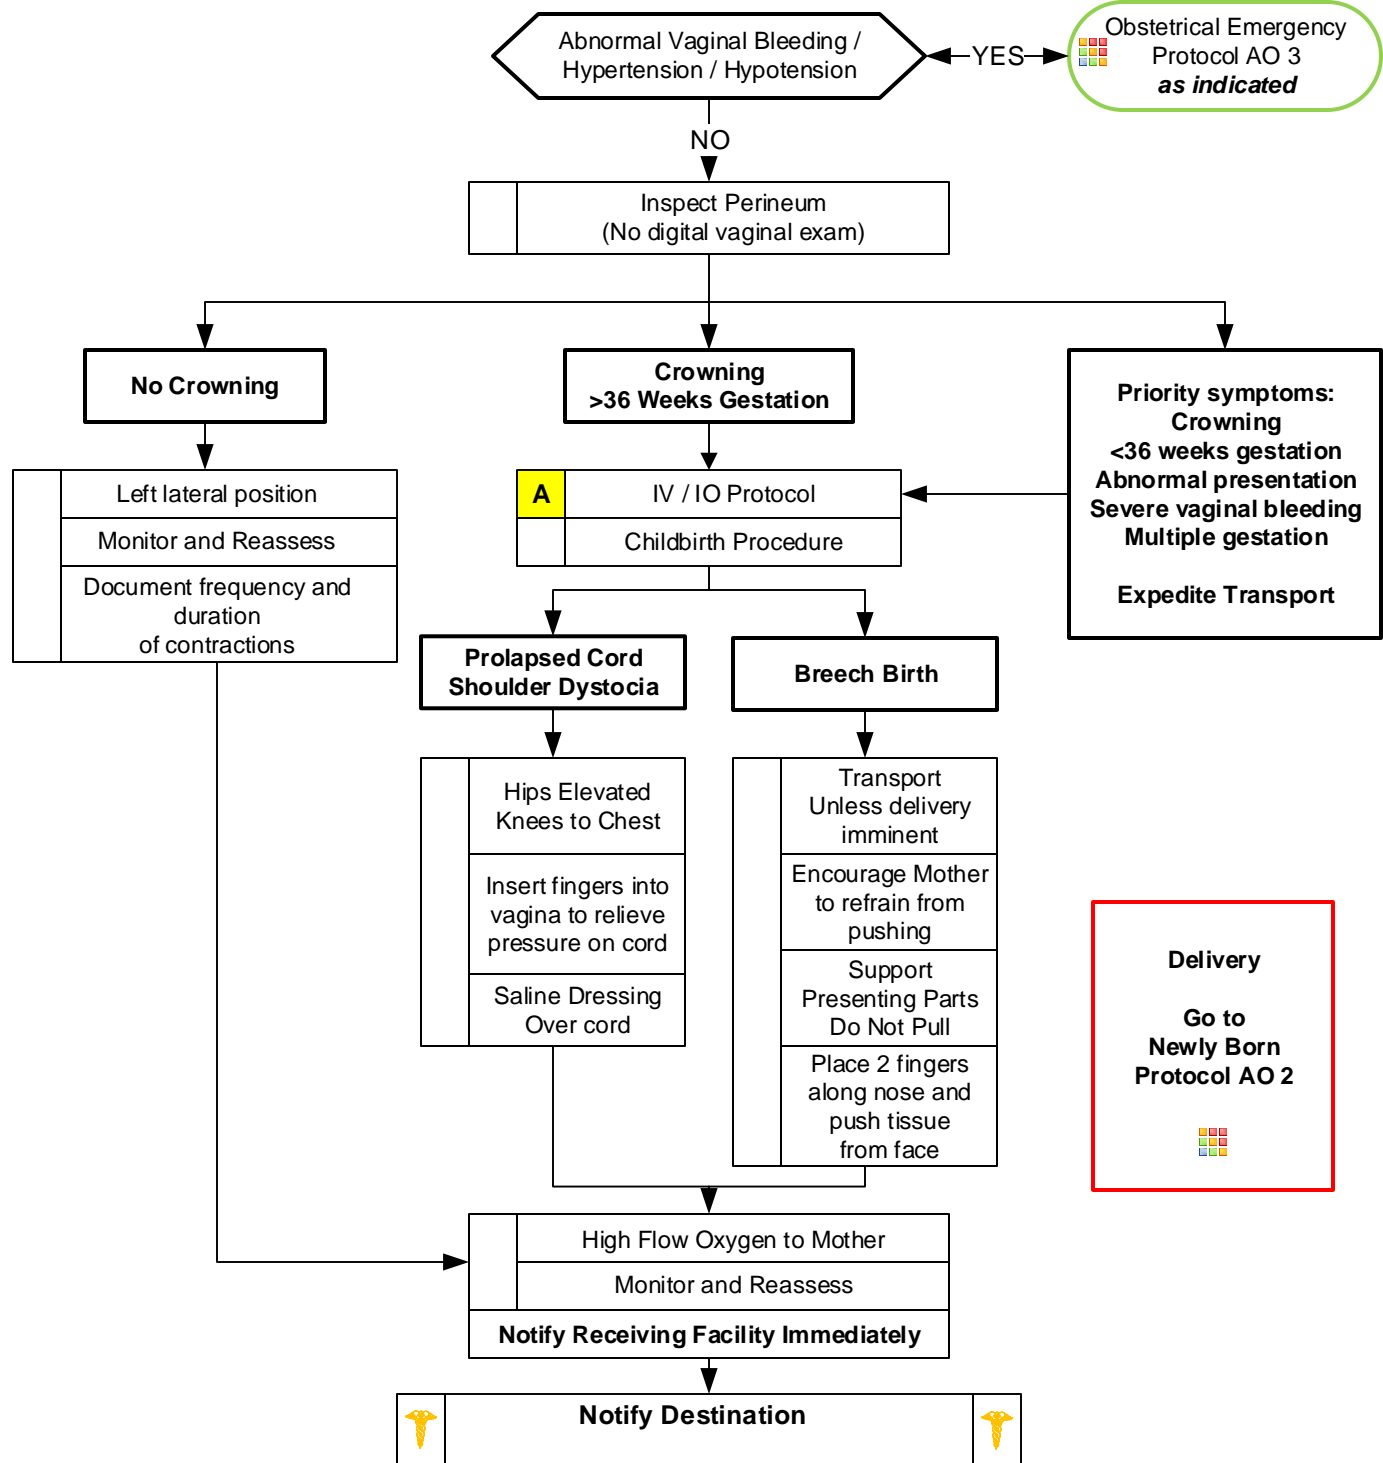 Abnormal Vaginal Bleeding /
Hypertension / Hypotension
YES
Obstetrical Emergency
Protocol AO 3
as indicated
NO
Inspect Perineum
(No digital vaginal exam)
No Crowning
Crowning
>36 Weeks Gestation
Priority symptoms:
Crowning
<36 weeks gestation
Abnormal presentation
Severe vaginal bleeding
Multiple gestation
Expedite Transport
Left lateral position
Monitor and Reassess
Document frequency and
duration
of contractions
A
IV / IO Protocol
Childbirth Procedure
Prolapsed Cord
Shoulder Dystocia
Breech Birth
Hips Elevated
Knees to Chest
Insert fingers into
vagina to relieve
pressure on cord
Saline Dressing
Over cord
Transport
Unless delivery
imminent
Encourage Mother
to refrain from
pushing
Support
Presenting Parts
Do Not Pull
Place 2 fingers
along nose and
push tissue
from face
Delivery
Go to
Newly Born
Protocol AO 2
High Flow Oxygen to Mother
Monitor and Reassess
Notify Receiving Facility Immediately
Notify Destination